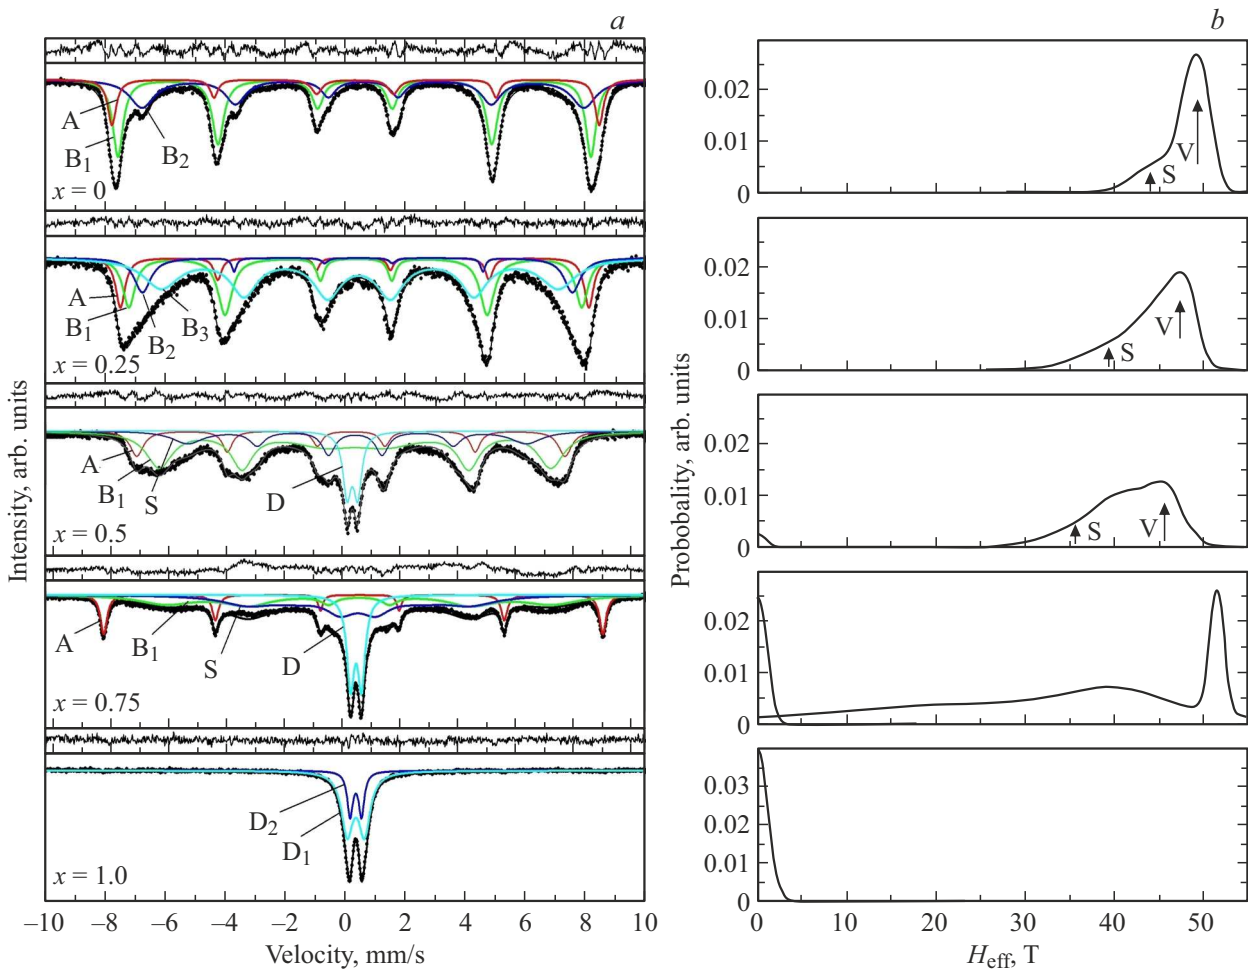 a
Intensity, arb. units
A
B1
B2
x = 0
A
B1
B2
B3
x = 0.25
A
B1
S
D
x = 0.5
A
B1
S
D
x = 0.75
D2
D1
x = 1.0
–10 –8 –6 –4 –2 0 2 4 6 8 10
Velocity, mm/s
b
Probobality, arb. units
0.02
0.01
0
V
S
0.02
0.01
0
V
S
0.02
0.01
0
S
V
0.02
0.01
0
0.03
0.02
0.01
0
0 10 20 30 40 50
Heff, T